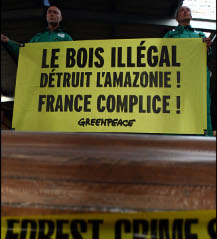 LE BOIS ILLÉGAL
DÉTRUIT L'AMAZONIE !
FRANCE COMPLICE !
GREENPEACE
FOREST CRIME